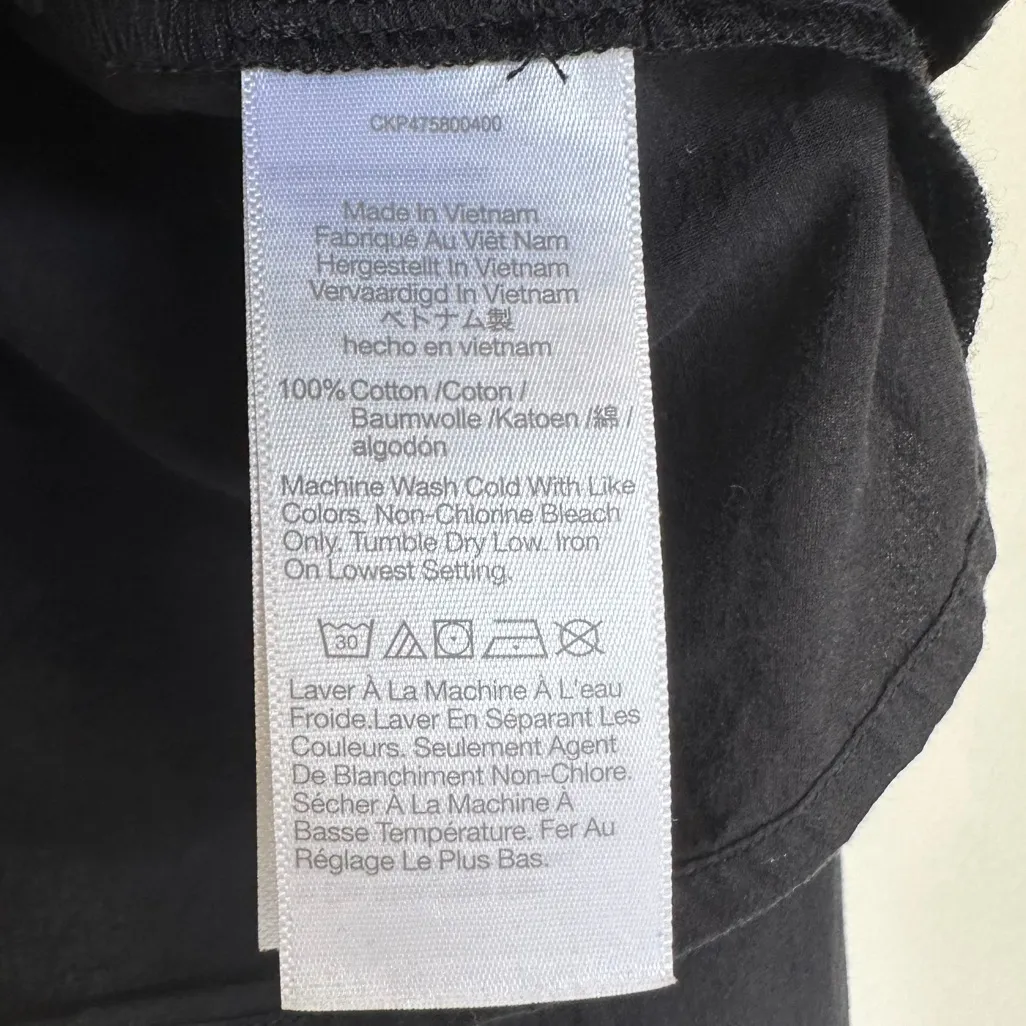 CKP475800400
Made In Vietnam
Fabriqué Au Viêt Nam
Hergestellt In Vietnam
Vervaardigd In Vietnam
ベトナム製
hecho en vietnam
100% Cotton /Coton /
Baumwolle /Katoen /綿 /
algodón
Machine Wash Cold With Like
Colors. Non-Chlorine Bleach
Only. Tumble Dry Low. Iron
On Lowest Setting.
30
Laver À La Machine À L'eau
Froide.Laver En Séparant Les
Couleurs. Seulement Agent
De Blanchiment Non-Chlore.
Sécher À La Machine À
Basse Température. Fer Au
Réglage Le Plus Bas.